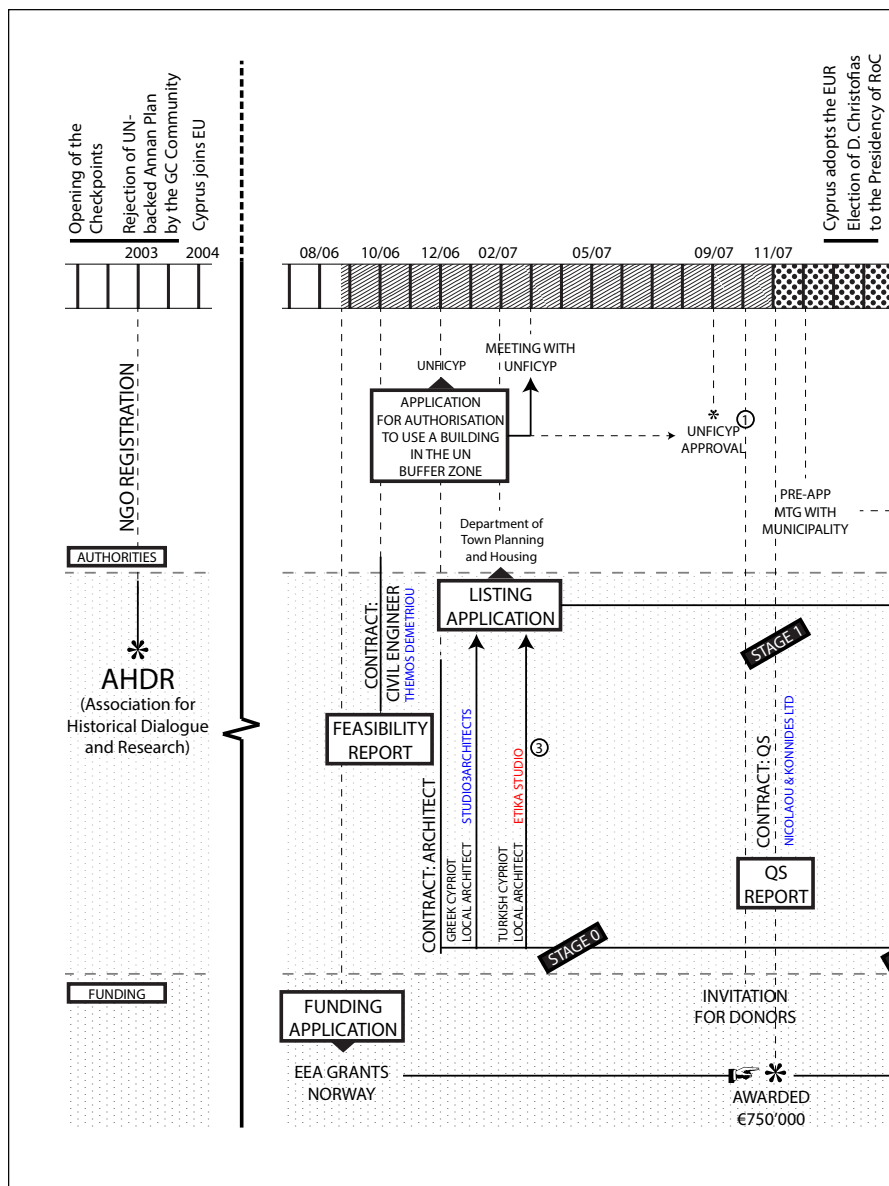 Opening of the
Checkpoints
Rejection of UN-
backed Annan Plan
by the GC Community
Cyprus joins EU
Cyprus adopts the EUR
Election of D. Christofias
to the Presidency of RoC
2003
2004
08/06
10/06
12/06
02/07
05/07
09/07
11/07
NGO REGISTRATION
UNFICYP
MEETING WITH
UNFICYP
APPLICATION
FOR AUTHORISATION
TO USE A BUILDING
IN THE UN
BUFFER ZONE
*
1
UNFICYP
APPROVAL
PRE-APP
MTG WITH
MUNICIPALITY
Department of
Town Planning
and Housing
AUTHORITIES
LISTING
APPLICATION
CONTRACT:
CIVIL ENGINEER
THEMOS DEMETRIOU
STAGE 1
*
AHDR
(Association for
Historical Dialogue
and Research)
FEASIBILITY
REPORT
CONTRACT: ARCHITECT
GREEK CYPRIOT
LOCAL ARCHITECT
STUDIO3ARCHITECTS
TURKISH CYPRIOT
LOCAL ARCHITECT
ETIKA STUDIO
3
CONTRACT: QS
NICOLAOU & KONNIDES LTD
QS
REPORT
STAGE 0
FUNDING
FUNDING
APPLICATION
INVITATION
FOR DONORS
EEA GRANTS
NORWAY
*
AWARDED
€750'000